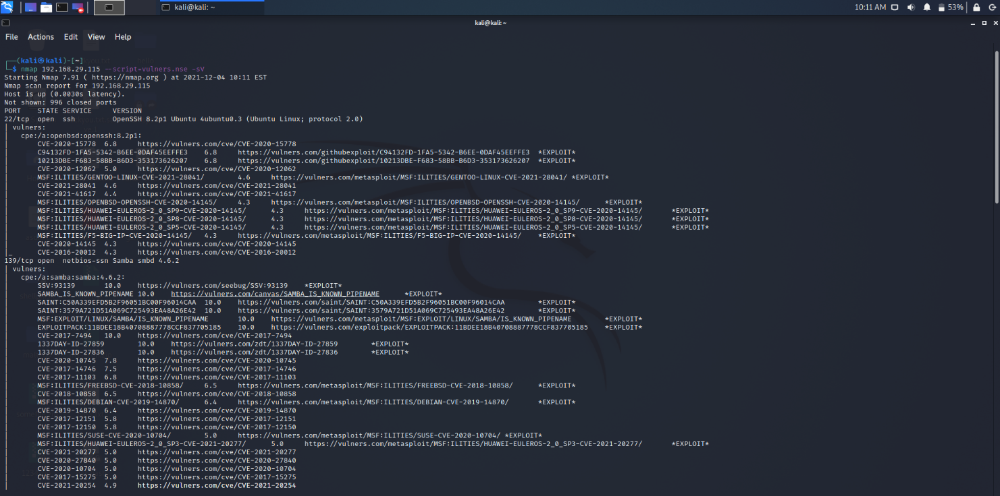 kali@kali: ~
10:11 AM
53%
kali@kali: ~
File Actions Edit View Help
┌──(kali㉿kali)-[~]
└─$ nmap 192.168.29.115 --script=vulners.nse -sV
Starting Nmap 7.91 ( https://nmap.org ) at 2021-12-04 10:11 EST
Nmap scan report for 192.168.29.115
Host is up (0.0030s latency).
Not shown: 996 closed ports
PORT    STATE SERVICE     VERSION
22/tcp  open  ssh         OpenSSH 8.2p1 Ubuntu 4ubuntu0.3 (Ubuntu Linux; protocol 2.0)
| vulners:
|   cpe:/a:openbsd:openssh:8.2p1:
|       CVE-2020-15778  6.8     https://vulners.com/cve/CVE-2020-15778
|       C94132FD-1FA5-5342-B6EE-0DAF45EEFFE3    6.8     https://vulners.com/githubexploit/C94132FD-1FA5-5342-B6EE-0DAF45EEFFE3  *EXPLOIT*
|       10213DBE-F683-58BB-B6D3-353173626207    6.8     https://vulners.com/githubexploit/10213DBE-F683-58BB-B6D3-353173626207  *EXPLOIT*
|       CVE-2020-12062  5.0     https://vulners.com/cve/CVE-2020-12062
|       MSF:ILITIES/GENTOO-LINUX-CVE-2021-28041/        4.6     https://vulners.com/metasploit/MSF:ILITIES/GENTOO-LINUX-CVE-2021-28041/ *EXPLOIT*
|       CVE-2021-28041  4.6     https://vulners.com/cve/CVE-2021-28041
|       CVE-2021-41617  4.4     https://vulners.com/cve/CVE-2021-41617
|       MSF:ILITIES/OPENBSD-OPENSSH-CVE-2020-14145/     4.3     https://vulners.com/metasploit/MSF:ILITIES/OPENBSD-OPENSSH-CVE-2020-14145/      *EXPLOIT*
|       MSF:ILITIES/HUAWEI-EULEROS-2_0_SP9-CVE-2020-14145/      4.3     https://vulners.com/metasploit/MSF:ILITIES/HUAWEI-EULEROS-2_0_SP9-CVE-2020-14145/       *EXPLOIT*
|       MSF:ILITIES/HUAWEI-EULEROS-2_0_SP8-CVE-2020-14145/      4.3     https://vulners.com/metasploit/MSF:ILITIES/HUAWEI-EULEROS-2_0_SP8-CVE-2020-14145/       *EXPLOIT*
|       MSF:ILITIES/HUAWEI-EULEROS-2_0_SP5-CVE-2020-14145/      4.3     https://vulners.com/metasploit/MSF:ILITIES/HUAWEI-EULEROS-2_0_SP5-CVE-2020-14145/       *EXPLOIT*
|       MSF:ILITIES/F5-BIG-IP-CVE-2020-14145/   4.3     https://vulners.com/metasploit/MSF:ILITIES/F5-BIG-IP-CVE-2020-14145/    *EXPLOIT*
|       CVE-2020-14145  4.3     https://vulners.com/cve/CVE-2020-14145
|_      CVE-2016-20012  4.3     https://vulners.com/cve/CVE-2016-20012
139/tcp open  netbios-ssn Samba smbd 4.6.2
| vulners:
|   cpe:/a:samba:samba:4.6.2:
|       SSV:93139       10.0    https://vulners.com/seebug/SSV:93139    *EXPLOIT*
|       SAMBA_IS_KNOWN_PIPENAME 10.0    https://vulners.com/canvas/SAMBA_IS_KNOWN_PIPENAME      *EXPLOIT*
|       SAINT:C50A339EFD5B2F96051BC00F96014CAA  10.0    https://vulners.com/saint/SAINT:C50A339EFD5B2F96051BC00F96014CAA        *EXPLOIT*
|       SAINT:3579A721D51A069C725493EA48A26E42  10.0    https://vulners.com/saint/SAINT:3579A721D51A069C725493EA48A26E42        *EXPLOIT*
|       MSF:EXPLOIT/LINUX/SAMBA/IS_KNOWN_PIPENAME       10.0    https://vulners.com/metasploit/MSF:EXPLOIT/LINUX/SAMBA/IS_KNOWN_PIPENAME        *EXPLOIT*
|       EXPLOITPACK:11BDEE18B40708887778CCF837705185    10.0    https://vulners.com/exploitpack/EXPLOITPACK:11BDEE18B40708887778CCF837705185    *EXPLOIT*
|       CVE-2017-7494   10.0    https://vulners.com/cve/CVE-2017-7494
|       1337DAY-ID-27859        10.0    https://vulners.com/zdt/1337DAY-ID-27859        *EXPLOIT*
|       1337DAY-ID-27836        10.0    https://vulners.com/zdt/1337DAY-ID-27836        *EXPLOIT*
|       CVE-2020-10745  7.8     https://vulners.com/cve/CVE-2020-10745
|       CVE-2017-14746  7.5     https://vulners.com/cve/CVE-2017-14746
|       CVE-2017-11103  6.8     https://vulners.com/cve/CVE-2017-11103
|       MSF:ILITIES/FREEBSD-CVE-2018-10858/     6.5     https://vulners.com/metasploit/MSF:ILITIES/FREEBSD-CVE-2018-10858/      *EXPLOIT*
|       CVE-2018-10858  6.5     https://vulners.com/cve/CVE-2018-10858
|       MSF:ILITIES/DEBIAN-CVE-2019-14870/      6.4     https://vulners.com/metasploit/MSF:ILITIES/DEBIAN-CVE-2019-14870/       *EXPLOIT*
|       CVE-2019-14870  6.4     https://vulners.com/cve/CVE-2019-14870
|       CVE-2017-12151  5.8     https://vulners.com/cve/CVE-2017-12151
|       CVE-2017-12150  5.8     https://vulners.com/cve/CVE-2017-12150
|       MSF:ILITIES/SUSE-CVE-2020-10704/        5.0     https://vulners.com/metasploit/MSF:ILITIES/SUSE-CVE-2020-10704/ *EXPLOIT*
|       MSF:ILITIES/HUAWEI-EULEROS-2_0_SP3-CVE-2021-20277/      5.0     https://vulners.com/metasploit/MSF:ILITIES/HUAWEI-EULEROS-2_0_SP3-CVE-2021-20277/       *EXPLOIT*
|       CVE-2021-20277  5.0     https://vulners.com/cve/CVE-2021-20277
|       CVE-2020-27840  5.0     https://vulners.com/cve/CVE-2020-27840
|       CVE-2020-10704  5.0     https://vulners.com/cve/CVE-2020-10704
|       CVE-2017-15275  5.0     https://vulners.com/cve/CVE-2017-15275
|       CVE-2021-20254  4.9     https://vulners.com/cve/CVE-2021-20254